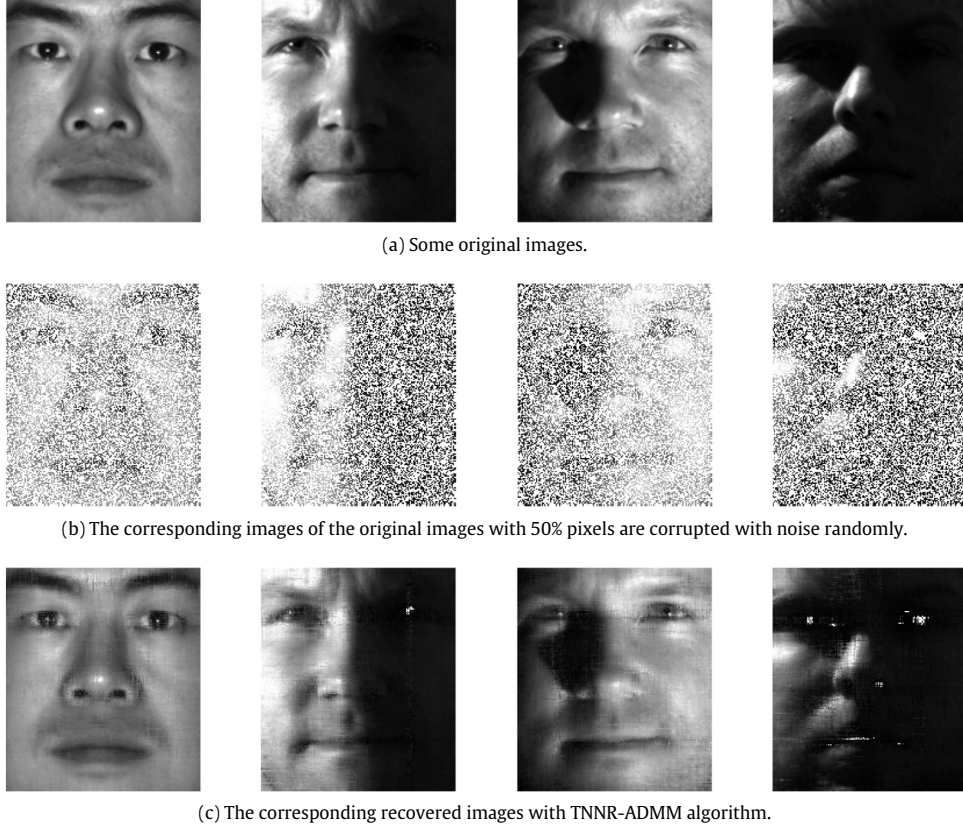 (a) Some original images.
(b) The corresponding images of the original images with 50% pixels are corrupted with noise randomly.
(c) The corresponding recovered images with TNNR-ADMM algorithm.